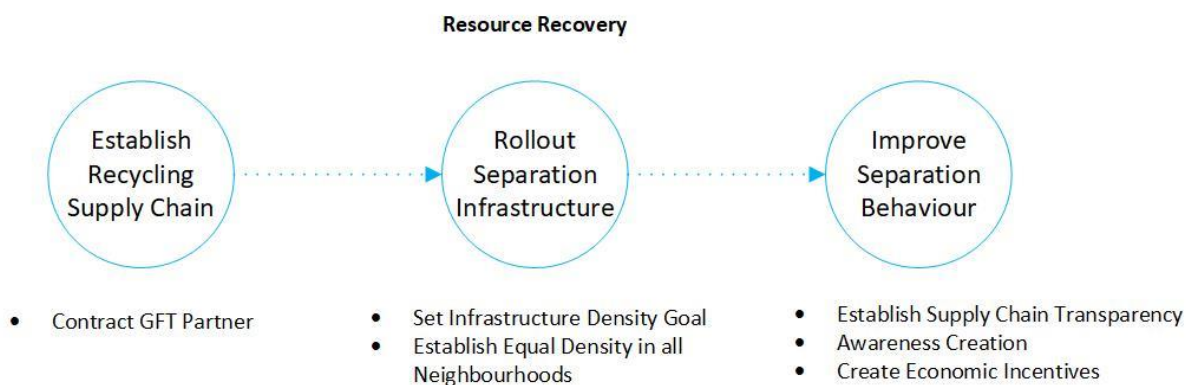 Resource Recovery
Establish
Recycling
Supply Chain
Rollout
Separation
Infrastructure
Improve
Separation
Behaviour
• Contract GFT Partner
• Set Infrastructure Density Goal
• Establish Equal Density in all
Neighbourhoods
• Establish Supply Chain Transparency
• Awareness Creation
• Create Economic Incentives